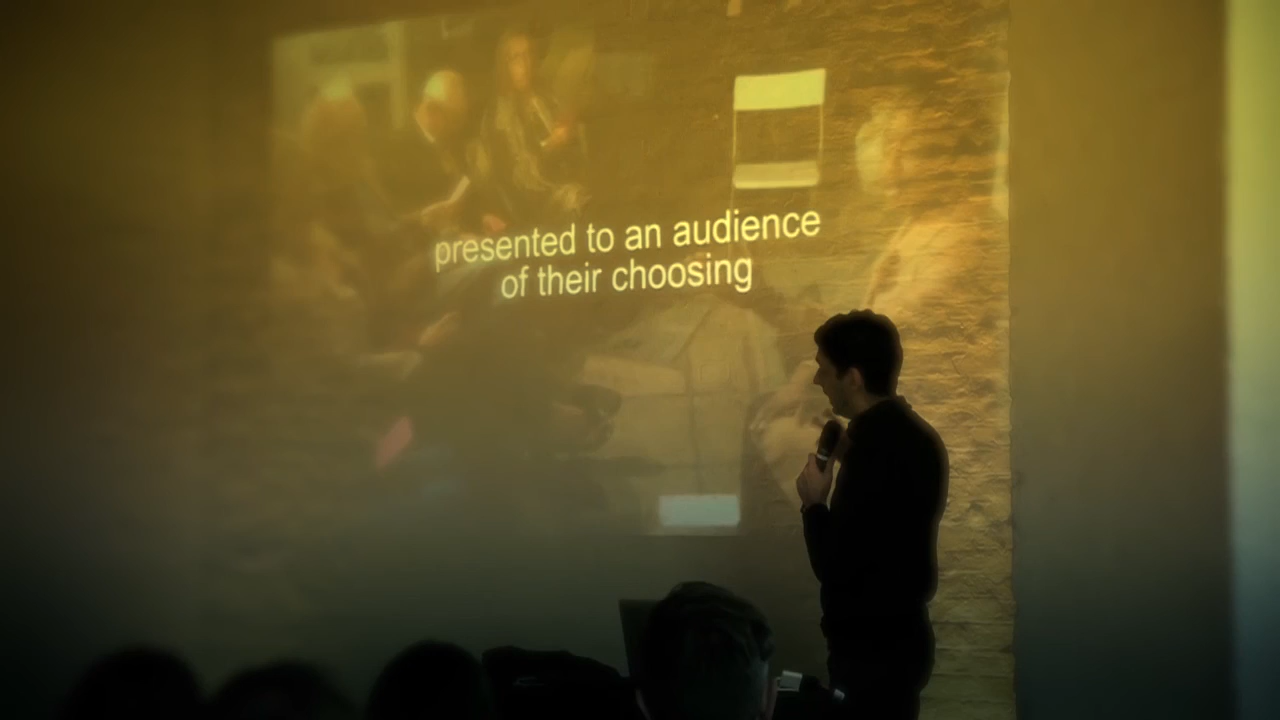 presented to an audience
of their choosing